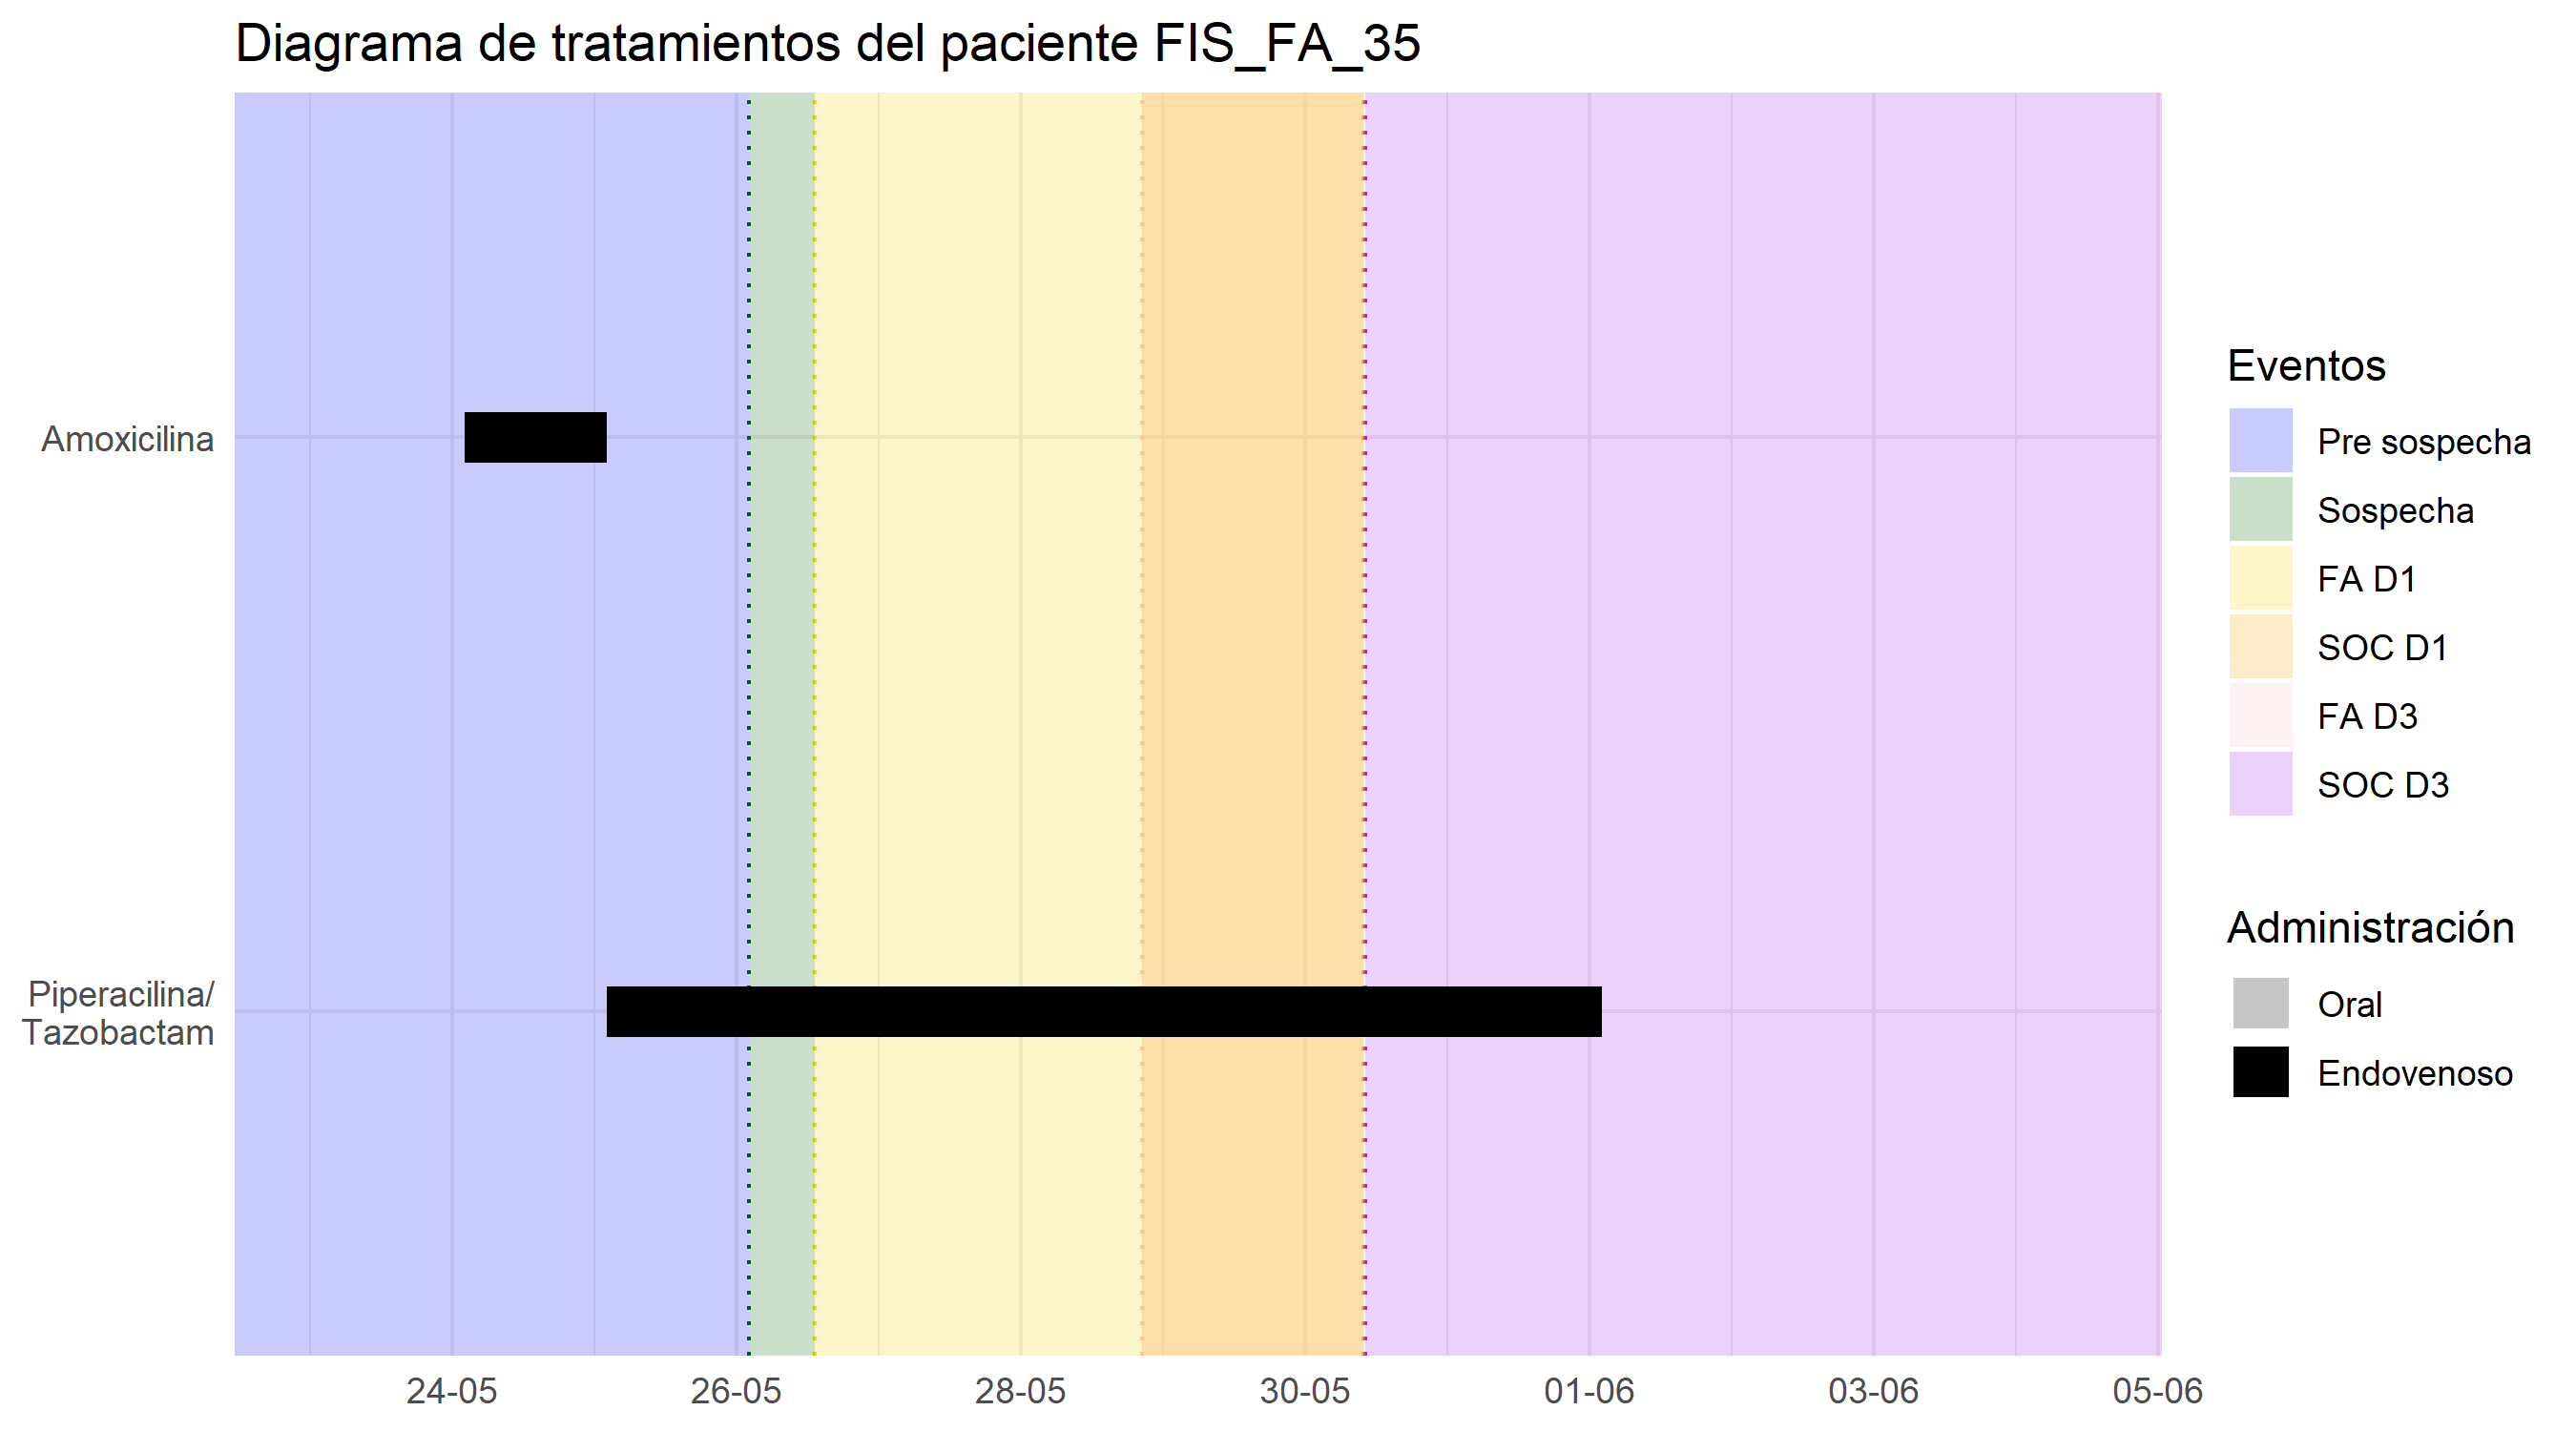 Diagrama de tratamientos del paciente FIS_FA_35
Amoxicilina
Piperacilina/
Tazobactam
24-05
26-05
28-05
30-05
01-06
03-06
05-06
Eventos
Pre sospecha
Sospecha
FA D1
SOC D1
FA D3
SOC D3
Administración
Oral
Endovenoso